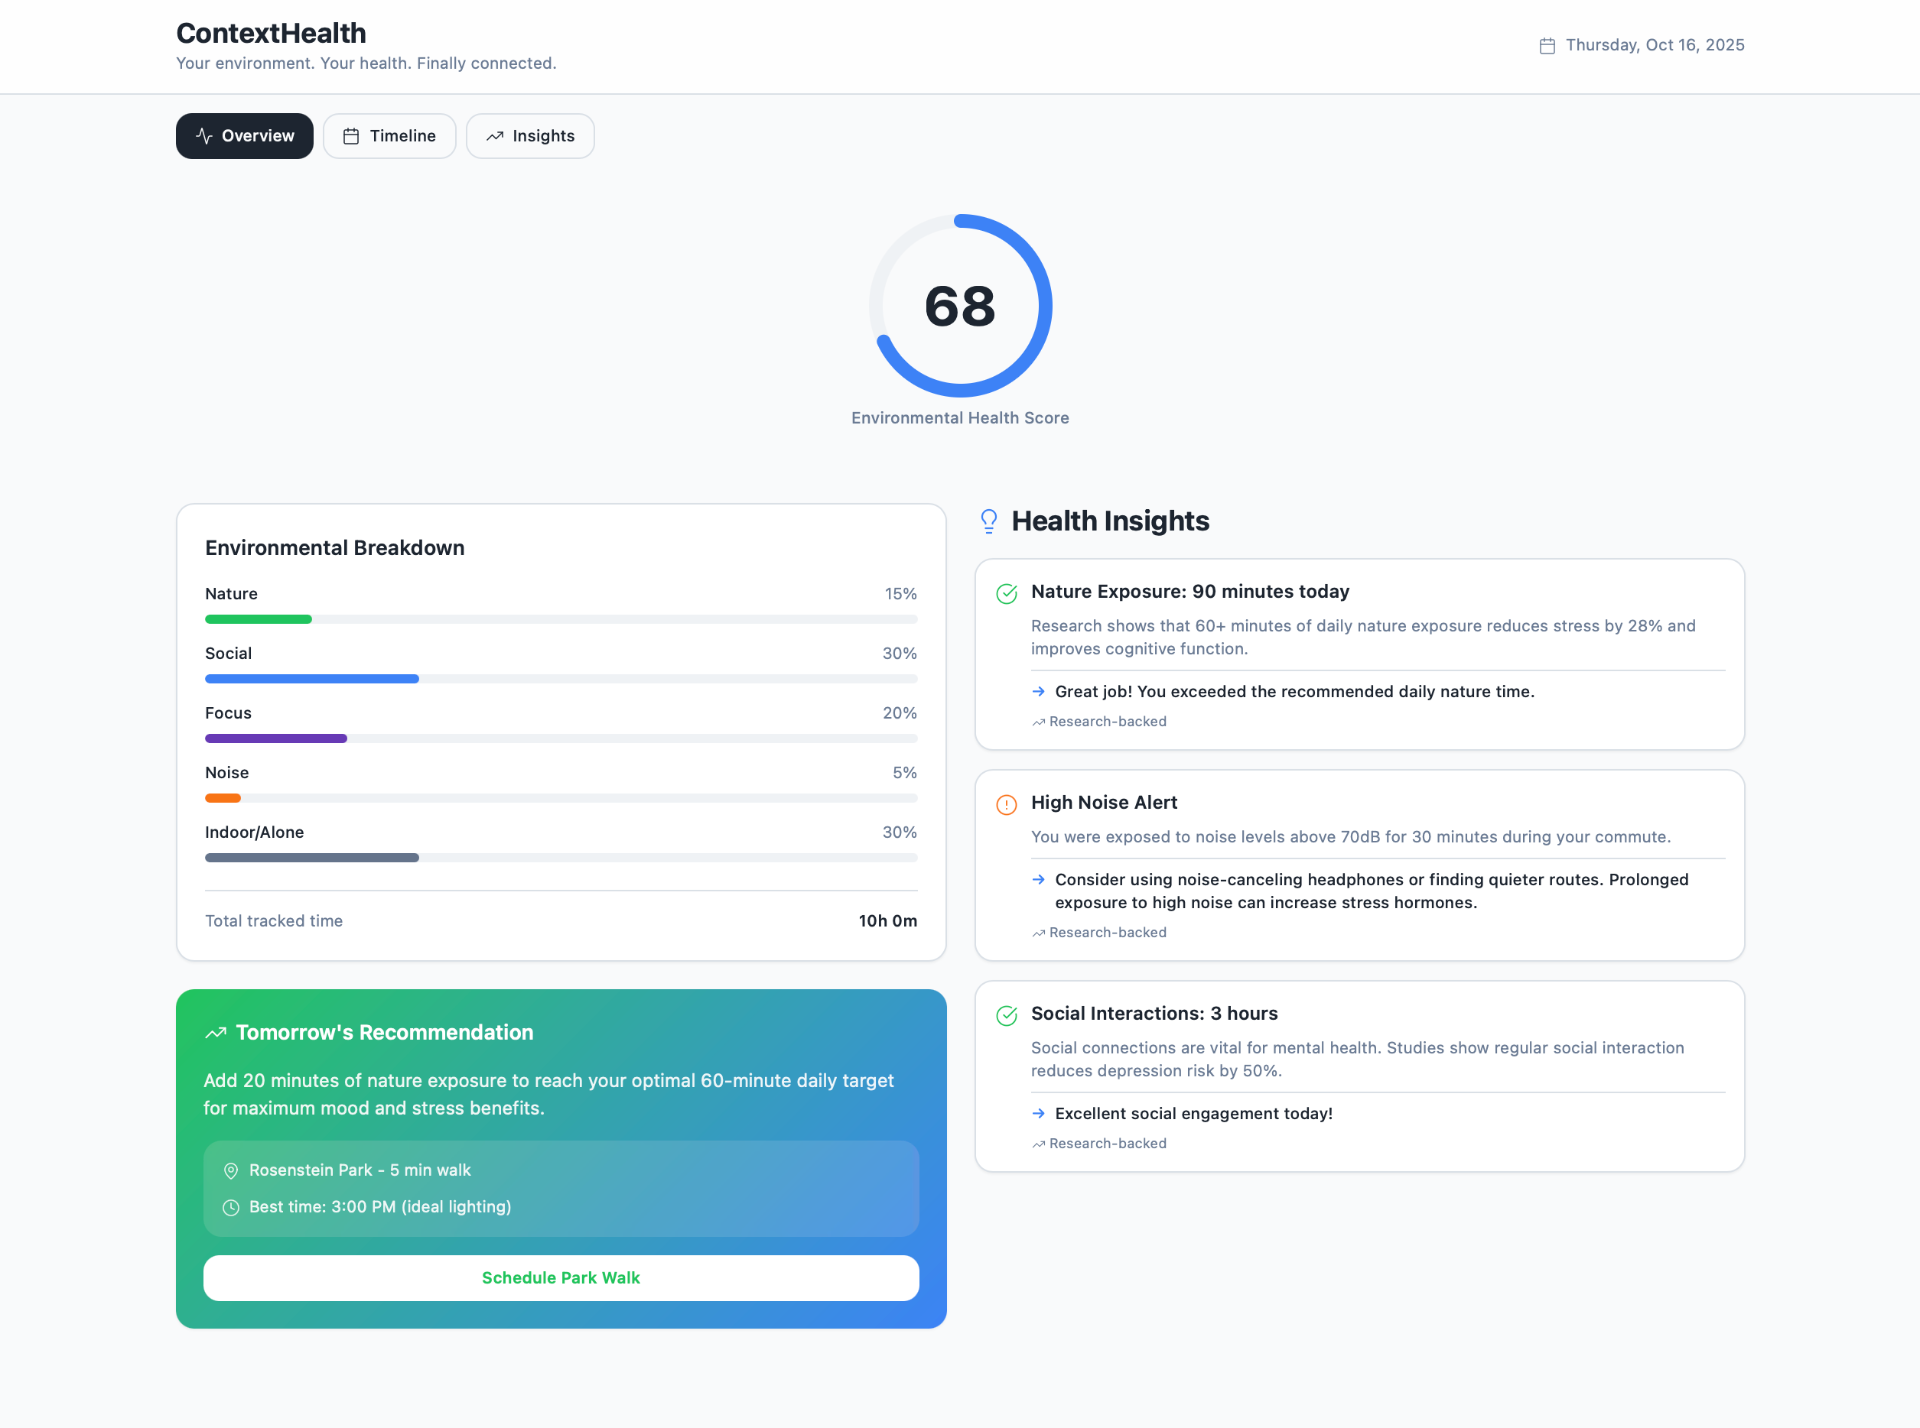 ContextHealth
Your environment. Your health. Finally connected.
Thursday, Oct 16, 2025
Overview
Timeline
Insights
68
Environmental Health Score
Environmental Breakdown
Nature 15%
Social 30%
Focus 20%
Noise 5%
Indoor/Alone 30%
Total tracked time 10h 0m
Tomorrow's Recommendation
Add 20 minutes of nature exposure to reach your optimal 60-minute daily target
for maximum mood and stress benefits.
Rosenstein Park - 5 min walk
Best time: 3:00 PM (ideal lighting)
Schedule Park Walk
Health Insights
Nature Exposure: 90 minutes today
Research shows that 60+ minutes of daily nature exposure reduces stress by 28% and
improves cognitive function.
Great job! You exceeded the recommended daily nature time.
Research-backed
High Noise Alert
You were exposed to noise levels above 70dB for 30 minutes during your commute.
Consider using noise-canceling headphones or finding quieter routes. Prolonged
exposure to high noise can increase stress hormones.
Research-backed
Social Interactions: 3 hours
Social connections are vital for mental health. Studies show regular social interaction
reduces depression risk by 50%.
Excellent social engagement today!
Research-backed